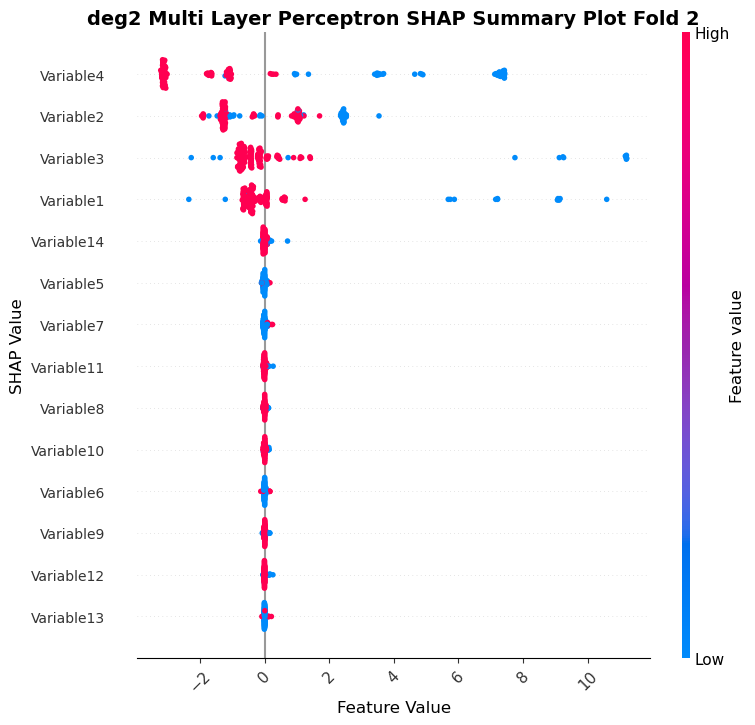 deg2 Multi Layer Perceptron SHAP Summary Plot Fold 2
High
Variable4
Variable2
Variable3
Variable1
Variable14
Variable5
Variable7
Variable11
Variable8
Variable10
Variable6
Variable9
Variable12
Variable13
SHAP Value
Feature value
Low
−2 0 2 4 6 8 10
Feature Value